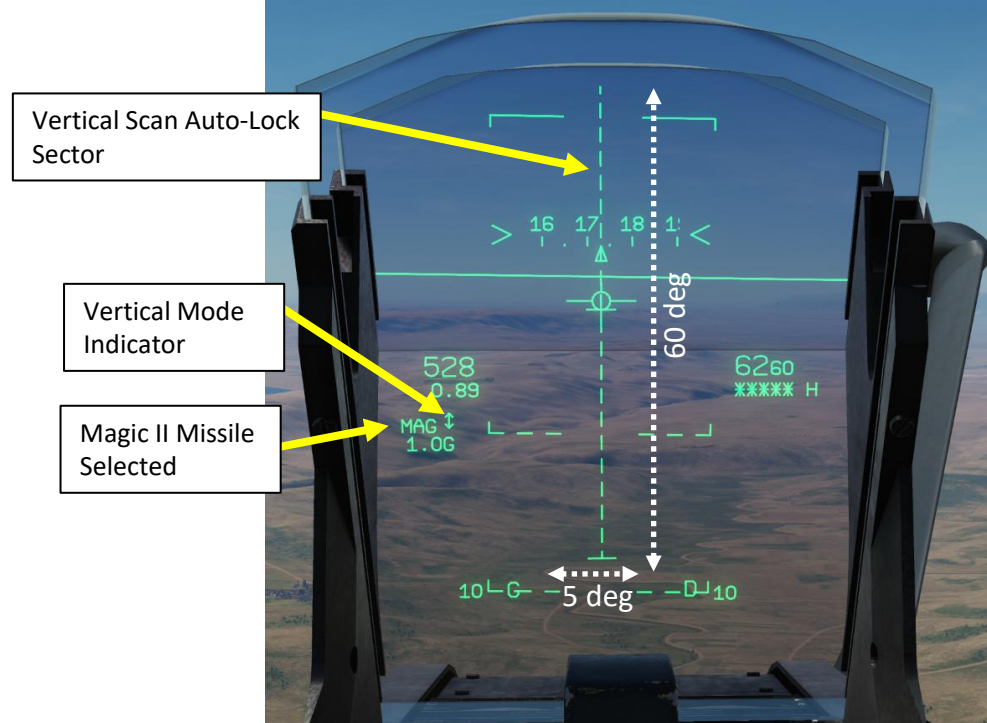 Vertical Scan Auto-Lock
Sector
> 16 17 18 1 <
60 deg
Vertical Mode
Indicator
528
0.89
6260
***** H
MAG ↕
1.0G
Magic II Missile
Selected
10 G D 10
5 deg